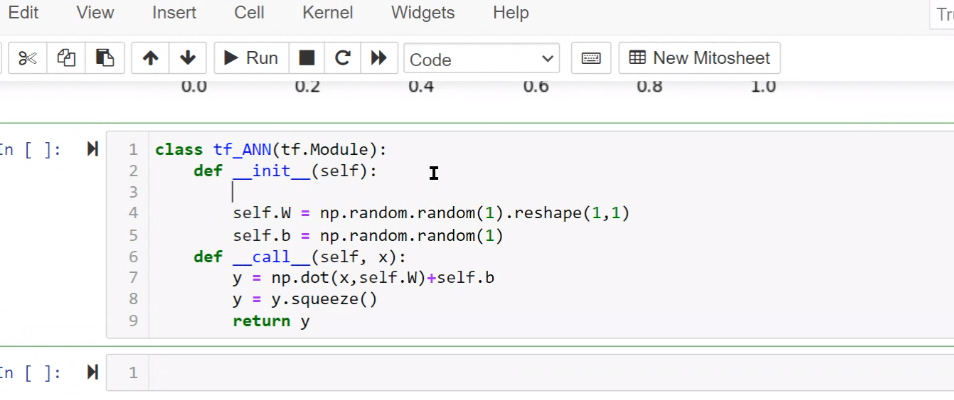 Edit View Insert Cell Kernel Widgets Help
Run Code New Mitosheet
0.0 0.2 0.4 0.6 0.8 1.0
In [ ]:
1 class tf_ANN(tf.Module):
2 def __init__(self):
3
4 self.W = np.random.random(1).reshape(1,1)
5 self.b = np.random.random(1)
6 def __call__(self, x):
7 y = np.dot(x,self.W)+self.b
8 y = y.squeeze()
9 return y
In [ ]:
1